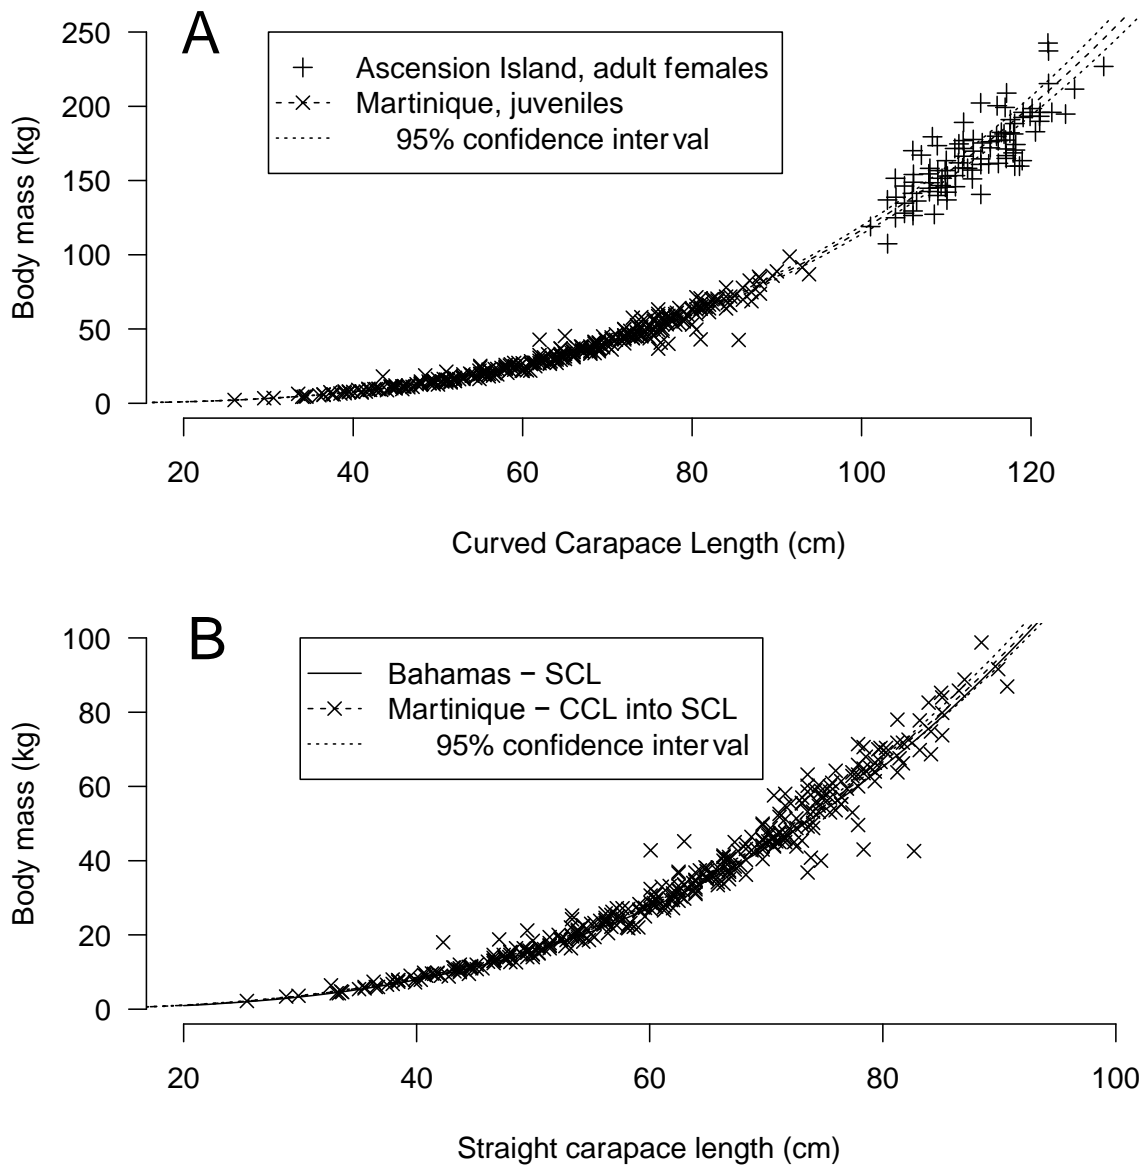 A
250
200
150
100
50
0
Body mass (kg)
Ascension Island, adult females
Martinique, juveniles
95% confidence interval
20 40 60 80 100 120
Curved Carapace Length (cm)
B
100
80
60
40
20
0
Body mass (kg)
Bahamas − SCL
Martinique − CCL into SCL
95% confidence interval
20 40 60 80 100
Straight carapace length (cm)